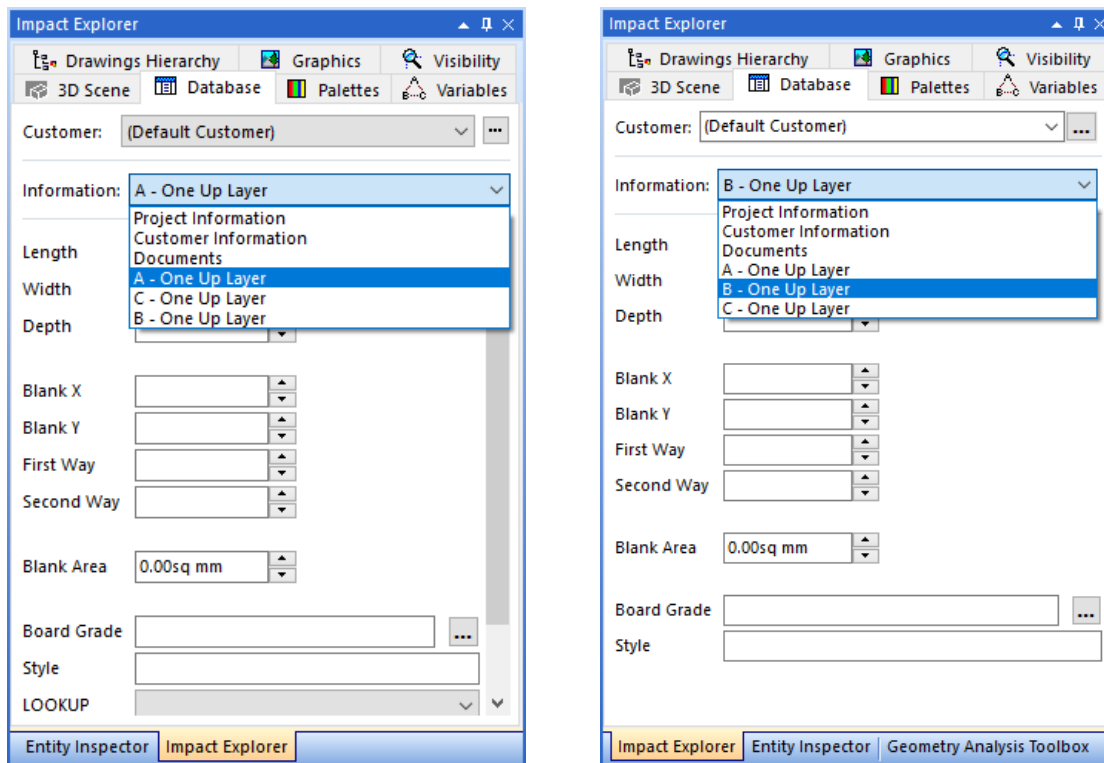 Impact Explorer
Drawings Hierarchy Graphics Visibility
3D Scene Database Palettes Variables
Customer: (Default Customer) ...
Information: A - One Up Layer
Project Information
Customer Information
Documents
A - One Up Layer
C - One Up Layer
B - One Up Layer
Length
Width
Depth
Blank X
Blank Y
First Way
Second Way
Blank Area 0.00sq mm
Board Grade ...
Style
LOOKUP
Entity Inspector Impact Explorer
Impact Explorer
Drawings Hierarchy Graphics Visibility
3D Scene Database Palettes Variables
Customer: (Default Customer) ...
Information: B - One Up Layer
Project Information
Customer Information
Documents
A - One Up Layer
B - One Up Layer
C - One Up Layer
Length
Width
Depth
Blank X
Blank Y
First Way
Second Way
Blank Area 0.00sq mm
Board Grade ...
Style
Impact Explorer Entity Inspector Geometry Analysis Toolbox